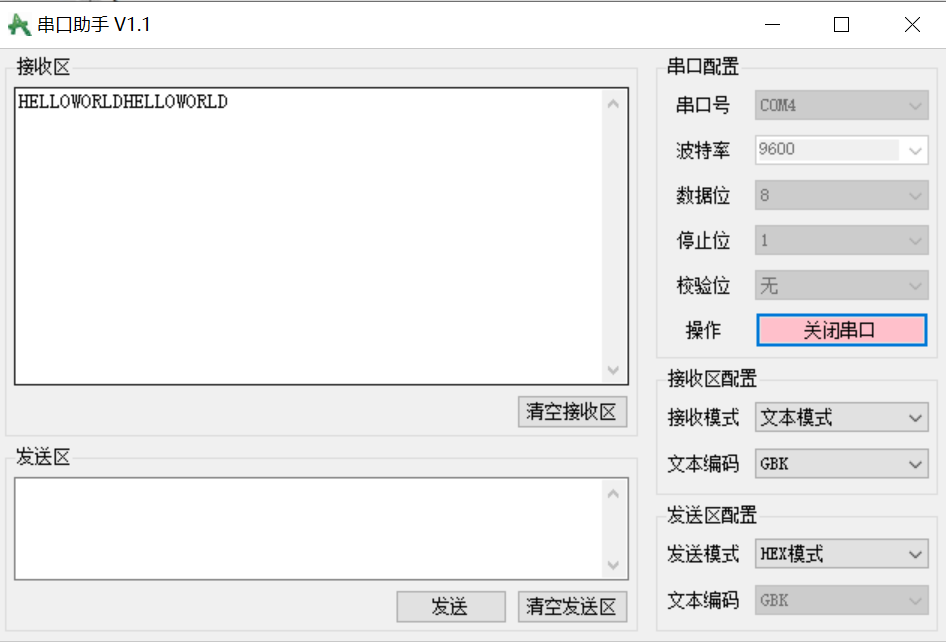 串口助手 V1.1
接收区
HELLOWORLDHELLOWORLD
清空接收区
发送区
发送
清空发送区
串口配置
串口号 COM4
波特率 9600
数据位 8
停止位 1
校验位 无
操作 关闭串口
接收区配置
接收模式 文本模式
文本编码 GBK
发送区配置
发送模式 HEX模式
文本编码 GBK